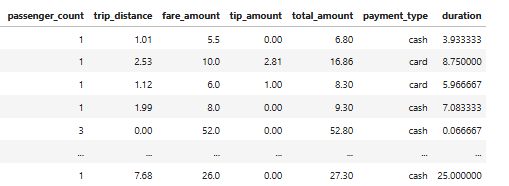 passenger_count trip_distance fare_amount tip_amount total_amount payment_type duration
1 1.01 5.5 0.00 6.80 cash 3.933333
1 2.53 10.0 2.81 16.86 card 8.750000
1 1.12 6.0 1.00 8.30 card 5.966667
1 1.99 8.0 0.00 9.30 cash 7.083333
3 0.00 52.0 0.00 52.80 cash 0.066667
... ... ... ... ... ... ...
1 7.68 26.0 0.00 27.30 cash 25.000000